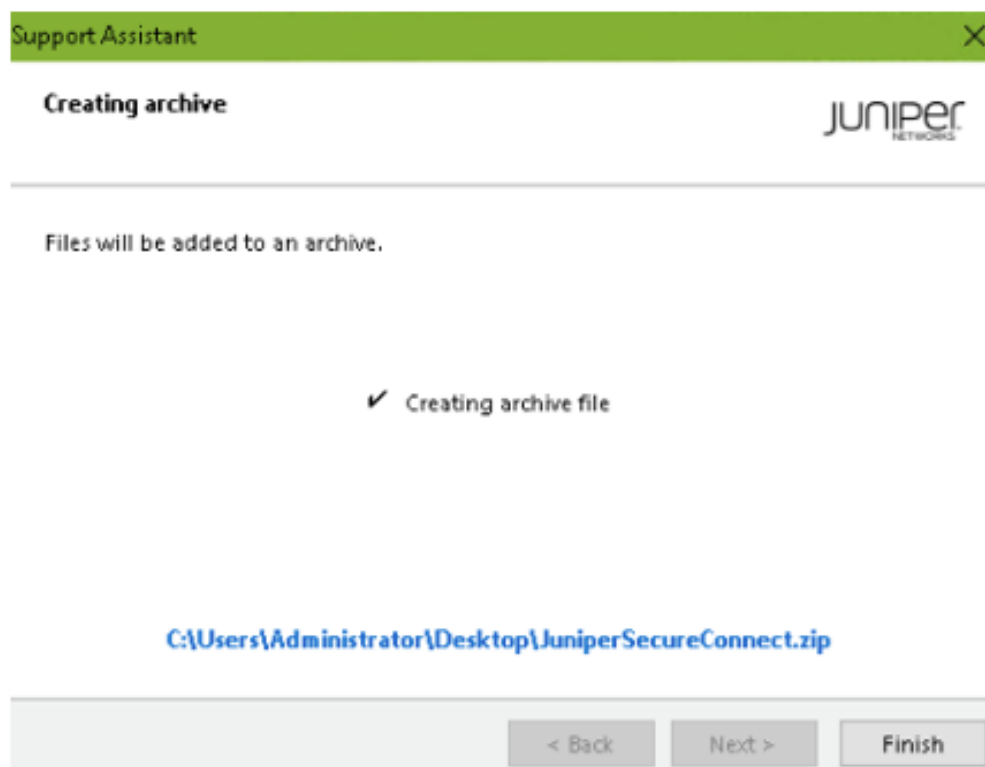 Support Assistant
Creating archive
JUNIPEr
NETWORKS
Files will be added to an archive.
✔ Creating archive file
C:\Users\Administrator\Desktop\JuniperSecureConnect.zip
< Back Next > Finish